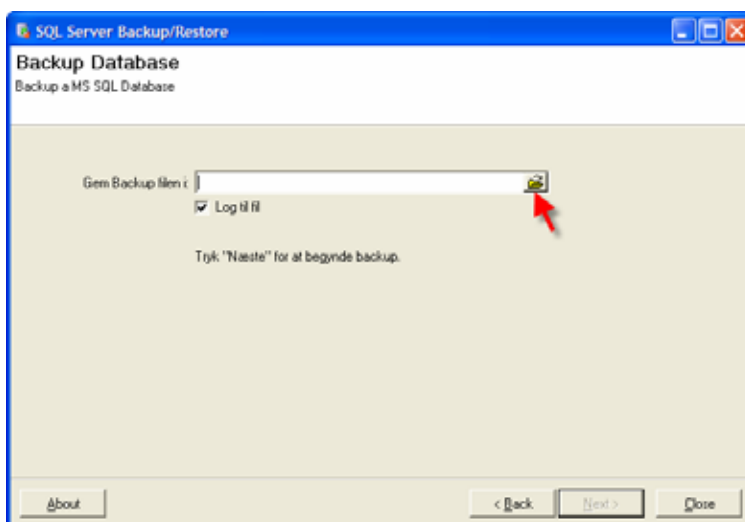 SQL Server Backup/Restore
Backup Database
Backup a MS SQL Database
Gem Backup filen i:
Log til fil
Tryk "Næste" for at begynde backup.
About
< Back
Next >
Close